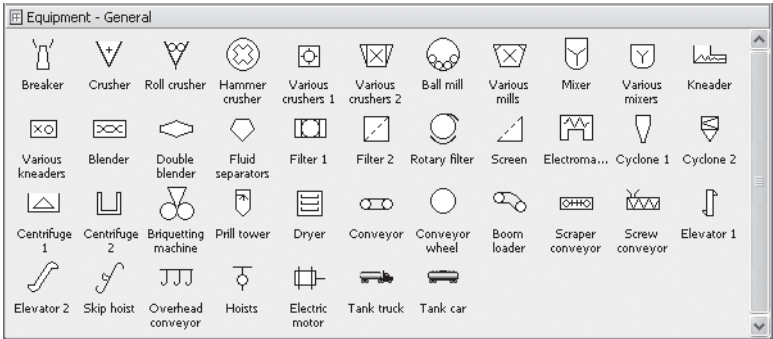 Equipment - General
Breaker Crusher Roll crusher Hammer Various Various Ball mill Various Mixer Various Kneader
crusher crushers 1 crushers 2 mills mixers
Various Blender Double Fluid Filter 1 Filter 2 Rotary filter Screen Electroma... Cyclone 1 Cyclone 2
kneaders blender separators
Centrifuge Centrifuge Briquetting Prill tower Dryer Conveyor Conveyor Boom Scraper Screw Elevator 1
1 2 machine wheel loader conveyor conveyor
Elevator 2 Skip hoist Overhead Hoists Electric Tank truck Tank car
conveyor motor